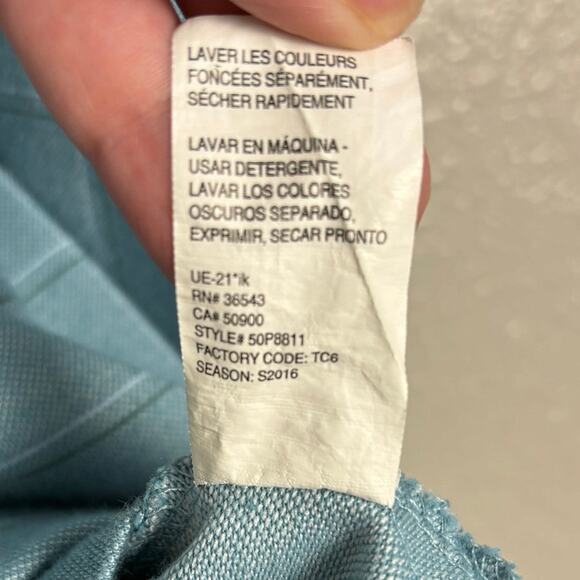 LAVER LES COULEURS
FONCÉES SÉPARÉMENT,
SÉCHER RAPIDEMENT
LAVAR EN MÁQUINA -
USAR DETERGENTE,
LAVAR LOS COLORES
OSCUROS SEPARADO,
EXPRIMIR, SECAR PRONTO
UE-21*ik
RN# 36543
CA# 50900
STYLE# 50P8811
FACTORY CODE: TC6
SEASON: S2016